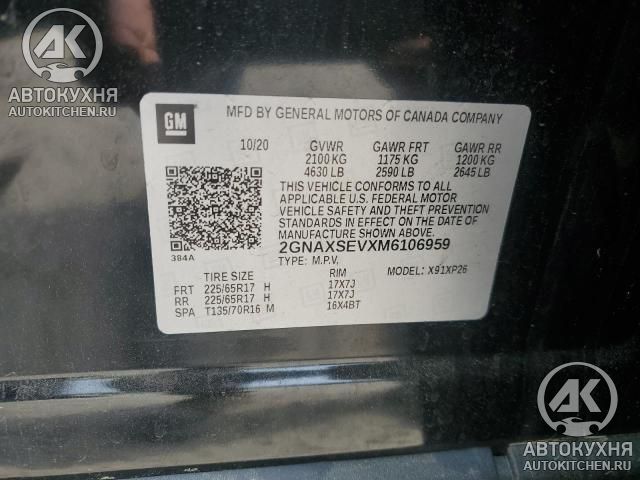 AK
АВТОКУХНЯ
AUTOKITCHEN.RU
GM
MFD BY GENERAL MOTORS OF CANADA COMPANY
10/20 GVWR GAWR FRT GAWR RR
2100 KG 1175 KG 1200 KG
4630 LB 2590 LB 2645 LB
THIS VEHICLE CONFORMS TO ALL
APPLICABLE U.S. FEDERAL MOTOR
VEHICLE SAFETY AND THEFT PREVENTION
STANDARDS IN EFFECT ON THE DATE OF
MANUFACTURE SHOWN ABOVE.
2GNAXSEVXM6106959
384A
TYPE: M.P.V. MODEL: X91XP26
TIRE SIZE RIM
FRT 225/65R17 H 17X7J
RR 225/65R17 H 17X7J
SPA T135/70R16 M 16X4BT
AK
АВТОКУХНЯ
AUTOKITCHEN.RU